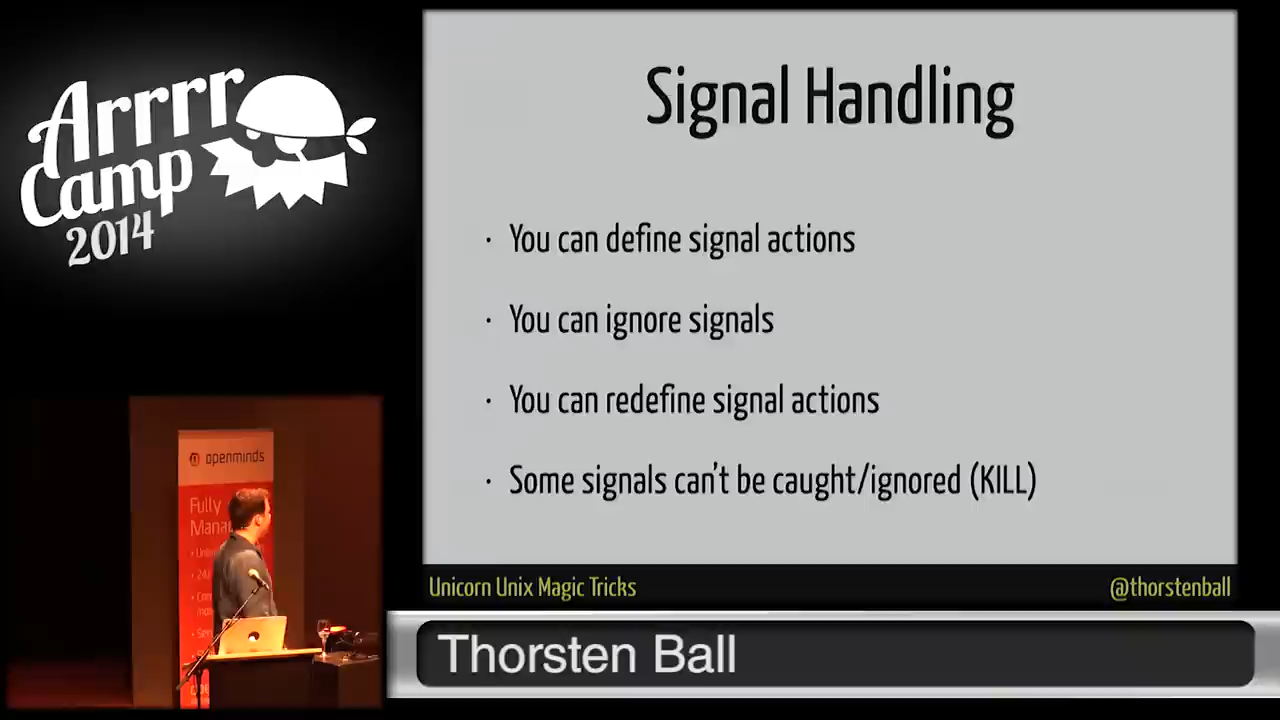 Arrrr
Camp
2014
Signal Handling
· You can define signal actions
· You can ignore signals
· You can redefine signal actions
· Some signals can't be caught/ignored (KILL)
Unicorn Unix Magic Tricks
@thorstenball
Thorsten Ball
openminds
Fully